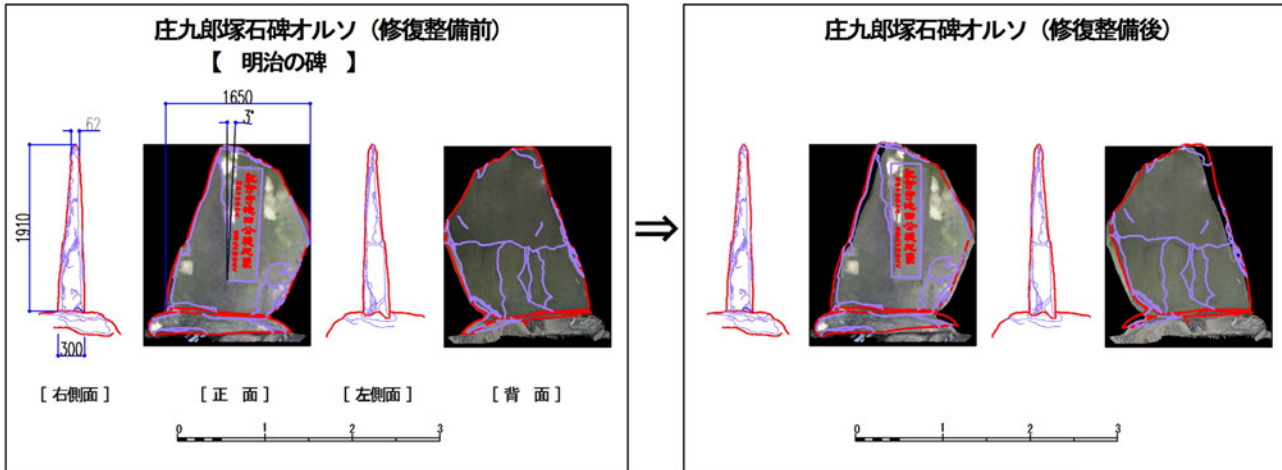 庄九郎塚石碑オルソ（修復整備前）
【　明治の碑　】
1650
3°
62
1910
300
[ 右側面 ]
[ 正　面 ]
[ 左側面 ]
[ 背　面 ]
0 1 2 3
⇒
庄九郎塚石碑オルソ（修復整備後）
0 1 2 3